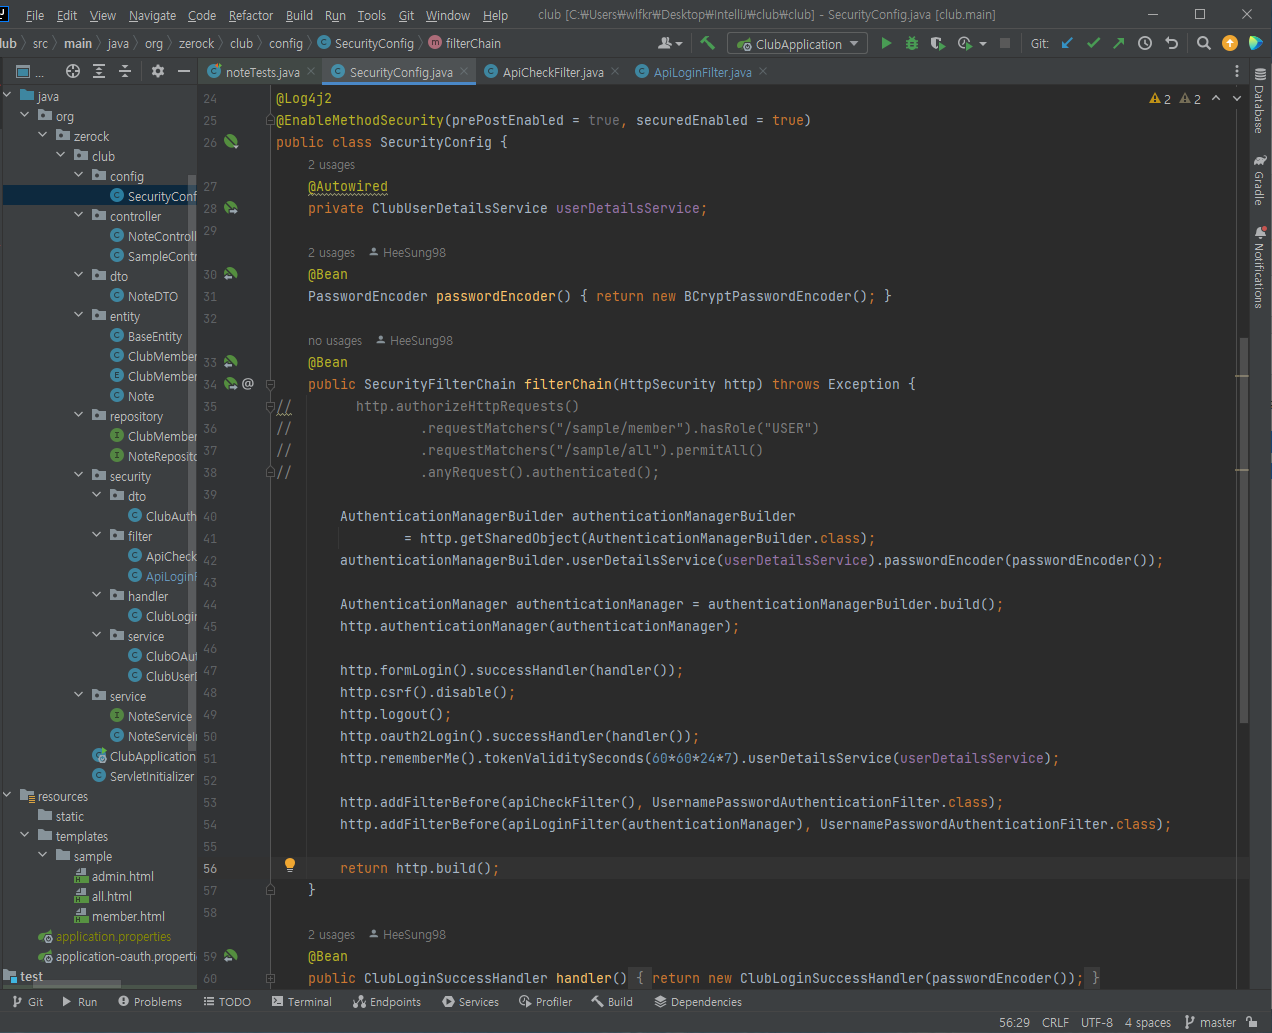 File Edit View Navigate Code Refactor Build Run Tools Git Window Help club [C:₩Users₩wlfkr₩Desktop₩IntelliJ₩club₩club] - SecurityConfig.java [club.main]
lub src main java org zerock club config SecurityConfig filterChain ClubApplication Git:
... noteTests.java SecurityConfig.java ApiCheckFilter.java ApiLoginFilter.java
java
org
zerock
club
config
SecurityConf
controller
NoteControll
SampleContr
dto
NoteDTO
entity
BaseEntity
ClubMember
ClubMember
Note
repository
ClubMember
NoteReposito
security
dto
ClubAuth
filter
ApiCheck
ApiLoginF
handler
ClubLogin
service
ClubOAut
ClubUserD
service
NoteService
NoteServiceI
ClubApplication
ServletInitializer
resources
static
templates
sample
admin.html
all.html
member.html
application.properties
application-oauth.properti
test
2 2
24 @Log4j2
25 @EnableMethodSecurity(prePostEnabled = true, securedEnabled = true)
26 public class SecurityConfig {
2 usages
27 @Autowired
28 private ClubUserDetailsService userDetailsService;
29
2 usages HeeSung98
30 @Bean
31 PasswordEncoder passwordEncoder() { return new BCryptPasswordEncoder(); }
32
no usages HeeSung98
33 @Bean
34 @ public SecurityFilterChain filterChain(HttpSecurity http) throws Exception {
35 // http.authorizeHttpRequests()
36 // .requestMatchers("/sample/member").hasRole("USER")
37 // .requestMatchers("/sample/all").permitAll()
38 // .anyRequest().authenticated();
39
40 AuthenticationManagerBuilder authenticationManagerBuilder
41 = http.getSharedObject(AuthenticationManagerBuilder.class);
42 authenticationManagerBuilder.userDetailsService(userDetailsService).passwordEncoder(passwordEncoder());
43
44 AuthenticationManager authenticationManager = authenticationManagerBuilder.build();
45 http.authenticationManager(authenticationManager);
46
47 http.formLogin().successHandler(handler());
48 http.csrf().disable();
49 http.logout();
50 http.oauth2Login().successHandler(handler());
51 http.rememberMe().tokenValiditySeconds(60*60*24*7).userDetailsService(userDetailsService);
52
53 http.addFilterBefore(apiCheckFilter(), UsernamePasswordAuthenticationFilter.class);
54 http.addFilterBefore(apiLoginFilter(authenticationManager), UsernamePasswordAuthenticationFilter.class);
55
56 return http.build();
57 }
58
2 usages HeeSung98
59 @Bean
60 public ClubLoginSuccessHandler handler() { return new ClubLoginSuccessHandler(passwordEncoder()); }
Database
Gradle
Notifications
Git Run Problems TODO Terminal Endpoints Services Profiler Build Dependencies
56:29 CRLF UTF-8 4 spaces master